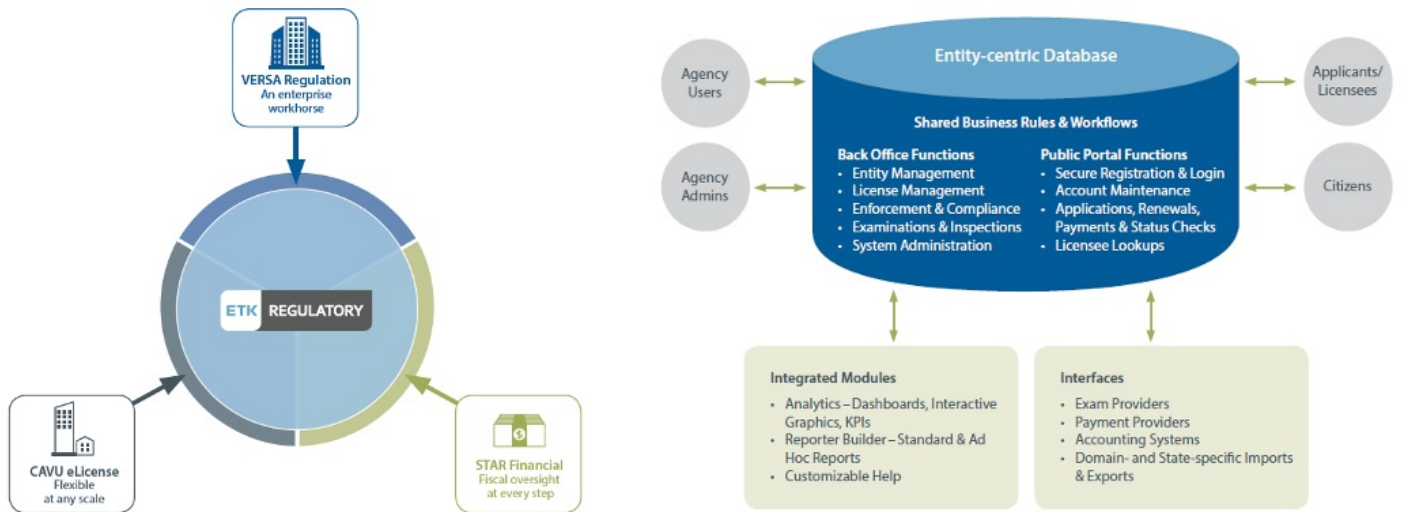 VERSA Regulation
An enterprise
workhorse
ETK REGULATORY
CAVU eLicense
Flexible
at any scale
STAR Financial
Fiscal oversight
at every step
Entity-centric Database
Agency
Users
Agency
Admins
Applicants/
Licensees
Citizens
Shared Business Rules & Workflows
Back Office Functions
• Entity Management
• License Management
• Enforcement & Compliance
• Examinations & Inspections
• System Administration
Public Portal Functions
• Secure Registration & Login
• Account Maintenance
• Applications, Renewals,
Payments & Status Checks
• Licensee Lookups
Integrated Modules
• Analytics – Dashboards, Interactive
Graphics, KPIs
• Reporter Builder – Standard & Ad
Hoc Reports
• Customizable Help
Interfaces
• Exam Providers
• Payment Providers
• Accounting Systems
• Domain- and State-specific Imports
& Exports